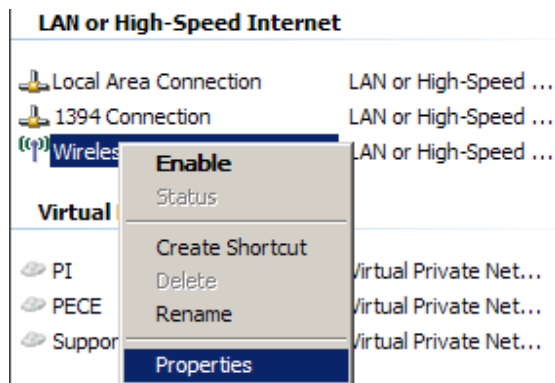 LAN or High-Speed Internet
Local Area Connection LAN or High-Speed ...
1394 Connection LAN or High-Speed ...
Wireles LAN or High-Speed ...
Enable
Status
Virtual
Create Shortcut
PI Virtual Private Net...
Delete
PECE Virtual Private Net...
Rename
Suppor Virtual Private Net...
Properties